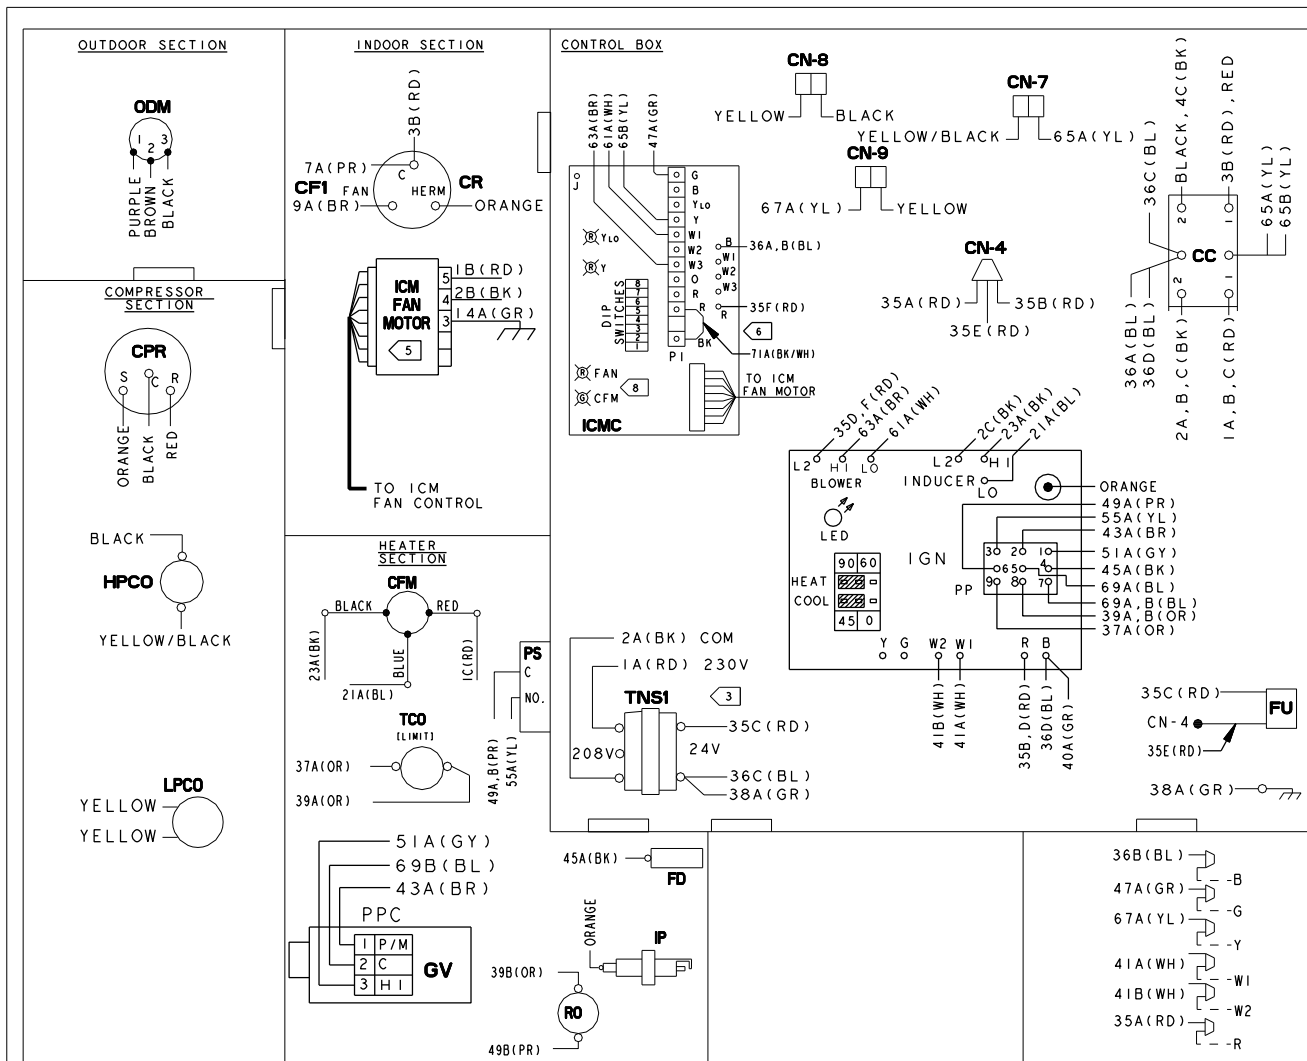 OUTDOOR SECTION
ODM
1 2 3
PURPLE
BROWN
BLACK
COMPRESSOR
SECTION
CPR
S C R
ORANGE
BLACK
RED
BLACK
HPCO
YELLOW/BLACK
LPCO
YELLOW
YELLOW
INDOOR SECTION
3B(RD)
7A(PR)
C
CF1 FAN HERM CR
9A(BR)
ORANGE
ICM
FAN
MOTOR
5
5 1B(RD)
4 2B(BK)
3 14A(GR)
TO ICM
FAN CONTROL
HEATER
SECTION
CFM
BLACK
RED
23A(BK)
BLUE
1C(RD)
21A(BL)
PS
C
NO.
49A,B(PR)
55A(YL)
TCO
[LIMIT]
37A(OR)
39A(OR)
51A(GY)
69B(BL)
43A(BR)
PPC
1 P/M
2 C
3 HI
GV
CONTROL BOX
63A(BR)
61A(WH)
65B(YL)
47A(GR)
J
G
B
YLO
Y
W1
W2
W3
O
R
R
BK
P1
YLO
R
Y
R
DIP
SWITCHES
8
7
6
5
4
3
2
1
B
W1
W2
W3
R
36A,B(BL)
35F(RD)
6
71A(BK/WH)
R FAN
G CFM
8
ICMC
TO ICM
FAN MOTOR
CN-8
YELLOW
BLACK
CN-7
YELLOW/BLACK
65A(YL)
CN-9
67A(YL)
YELLOW
CN-4
35A(RD)
35B(RD)
35E(RD)
36C(BL)
BLACK, 4C(BK)
3B(RD), RED
65A(YL)
65B(YL)
2 1
CC
2 1
36A(BL)
36D(BL)
2A,B,C(BK)
1A,B,C(RD)
35D,F(RD)
63A(BR)
61A(WH)
2C(BK)
23A(BK)
21A(BL)
L2 HI LO
BLOWER
L2 HI
INDUCER
LO
LED
IGN
90 60
HEAT
COOL
45 0
3 2 1
6 5 4
9 8 7
PP
ORANGE
49A(PR)
55A(YL)
43A(BR)
51A(GY)
45A(BK)
69A(BL)
69A,B(BL)
39A,B(OR)
37A(OR)
Y G W2 W1 R B
41B(WH)
41A(WH)
35B,D(RD)
36D(BL)
40A(GR)
2A(BK) COM
1A(RD) 230V
TNS1
3
208V
24V
35C(RD)
36C(BL)
38A(GR)
35C(RD)
FU
CN-4
35E(RD)
38A(GR)
45A(BK)
FD
ORANGE
IP
39B(OR)
RO
49B(PR)
36B(BL)
B
47A(GR)
G
67A(YL)
Y
41A(WH)
W1
41B(WH)
W2
35A(RD)
R